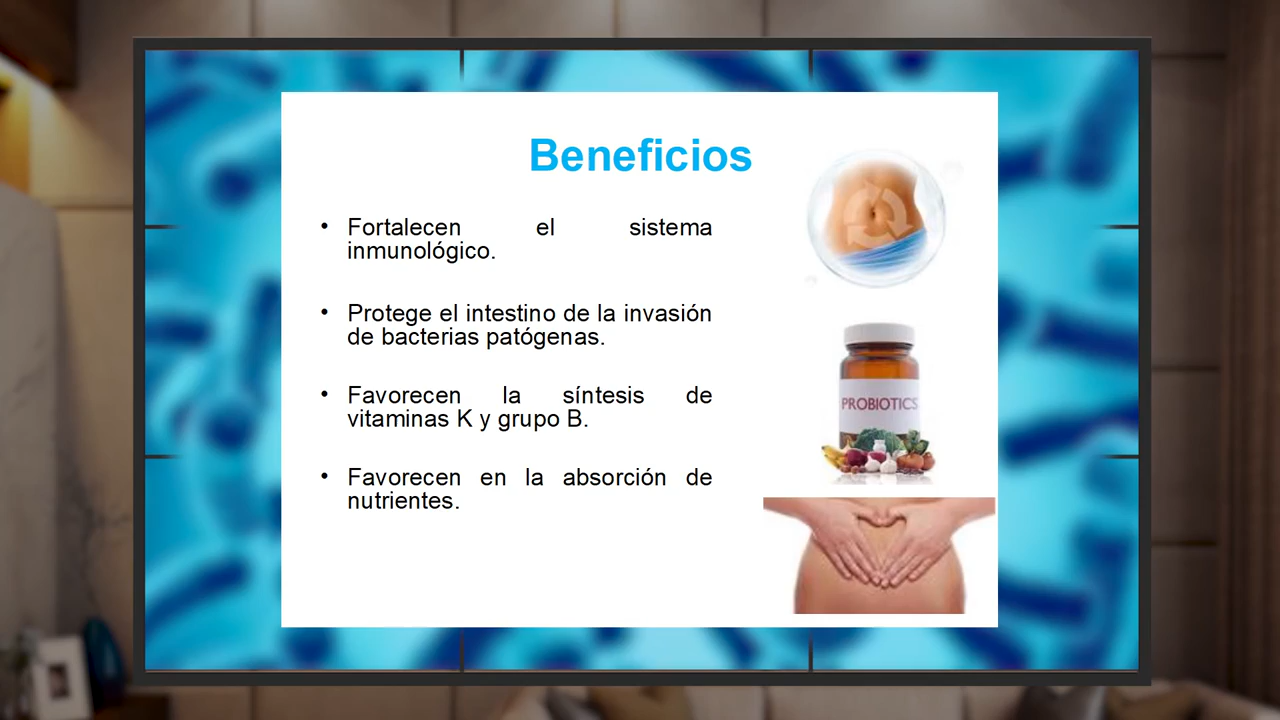 Beneficios
• Fortalecen el sistema
inmunológico.
• Protege el intestino de la invasión
de bacterias patógenas.
• Favorecen la síntesis de
vitaminas K y grupo B.
• Favorecen en la absorción de
nutrientes.
PROBIOTICS